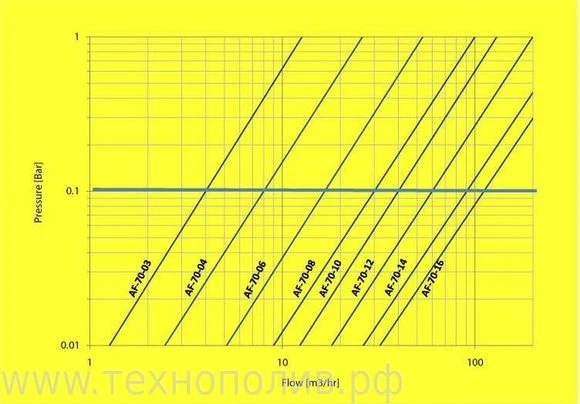 1
0.1
0.01
Pressure [Bar]
AF-70-03
AF-70-04
AF-70-06
AF-70-08
AF-70-10
AF-70-12
AF-70-14
AF-70-16
1 10 100
Flow [m3/hr]
www.технополив.рф